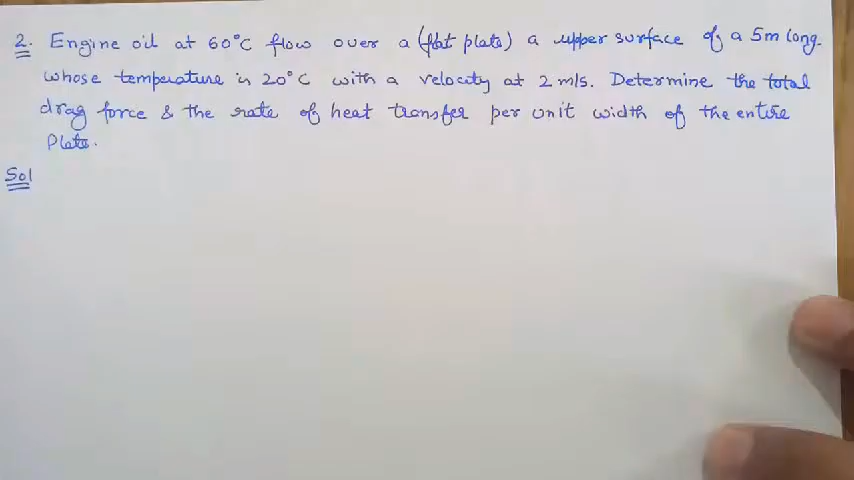 2. Engine oil at 60°C flow over a (flat plate) a upper surface of a 5m long.
whose temperature is 20°C with a velocity at 2 m/s. Determine the total
drag force & the rate of heat transfer per unit width of the entire
Plate.
Sol